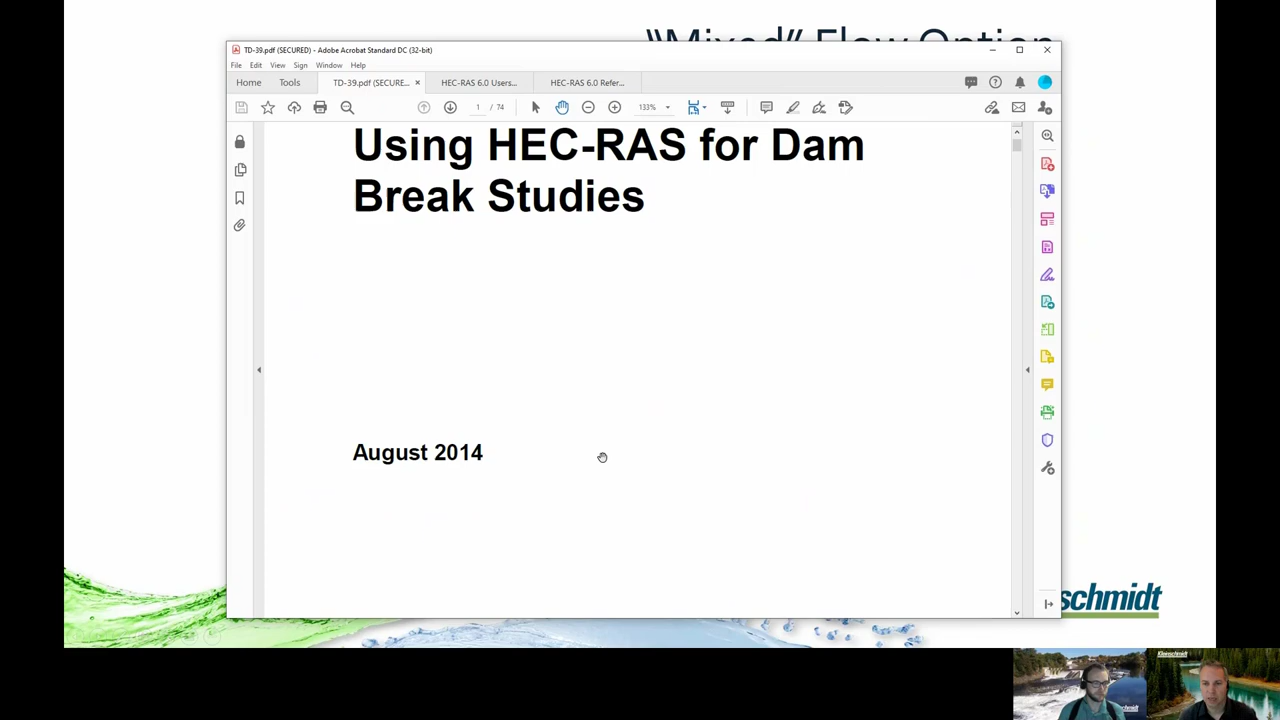 "Mixed" Flow Option
TD-39.pdf (SECURED) - Adobe Acrobat Standard DC (32-bit)
File Edit View Sign Window Help
Home Tools TD-39.pdf (SECURE... × HEC-RAS 6.0 Users... HEC-RAS 6.0 Refer...
1 / 74 133%
Using HEC-RAS for Dam
Break Studies
August 2014
schmidt
Kleinschmidt
Kleinschmidt